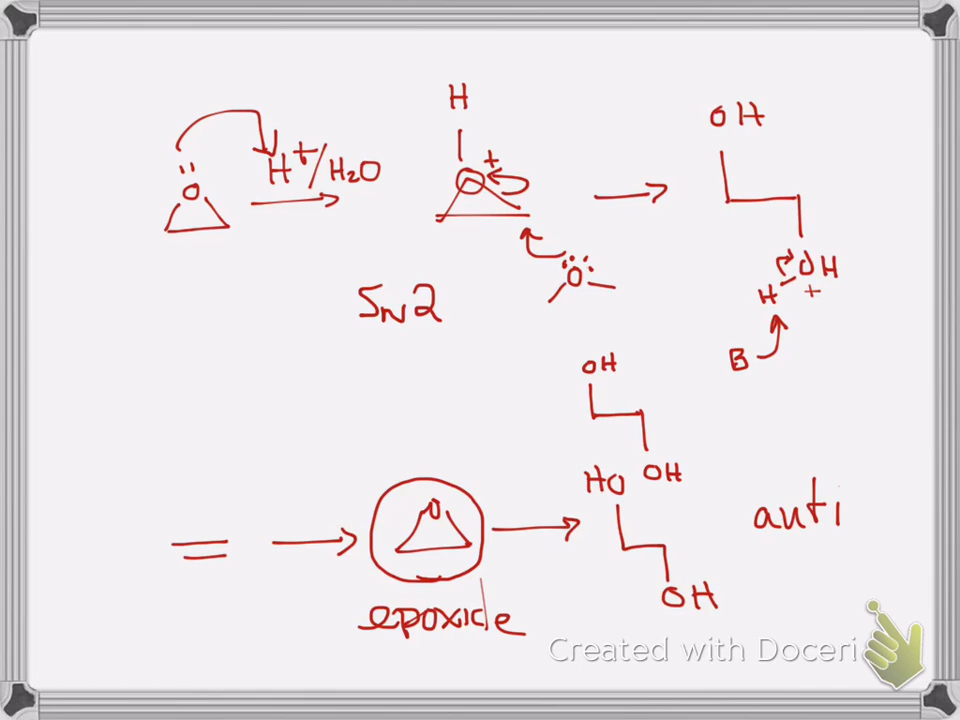 H
OH
O
H+/H2O
+
O
O
OH
H
+
SN2
B
OH
OH
HO
anti
O
OH
epoxide
Created with Doceri